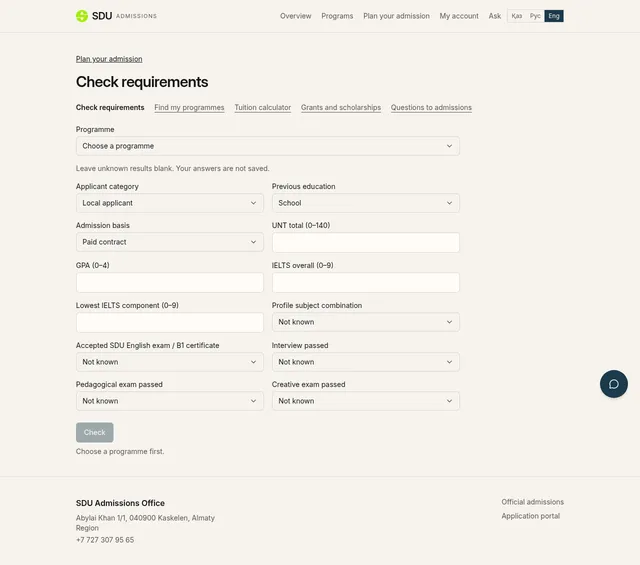 SDU ADMISSIONS
Overview Programs Plan your admission My account Ask Қаз Рус Eng
Plan your admission
Check requirements
Check requirements Find my programmes Tuition calculator Grants and scholarships Questions to admissions
Programme
Choose a programme
Leave unknown results blank. Your answers are not saved.
Applicant category Previous education
Local applicant School
Admission basis UNT total (0–140)
Paid contract
GPA (0–4) IELTS overall (0–9)
Lowest IELTS component (0–9) Profile subject combination
Not known
Accepted SDU English exam / B1 certificate Interview passed
Not known Not known
Pedagogical exam passed Creative exam passed
Not known Not known
Check
Choose a programme first.
SDU Admissions Office Official admissions
Abylai Khan 1/1, 040900 Kaskelen, Almaty Application portal
Region
+7 727 307 95 65